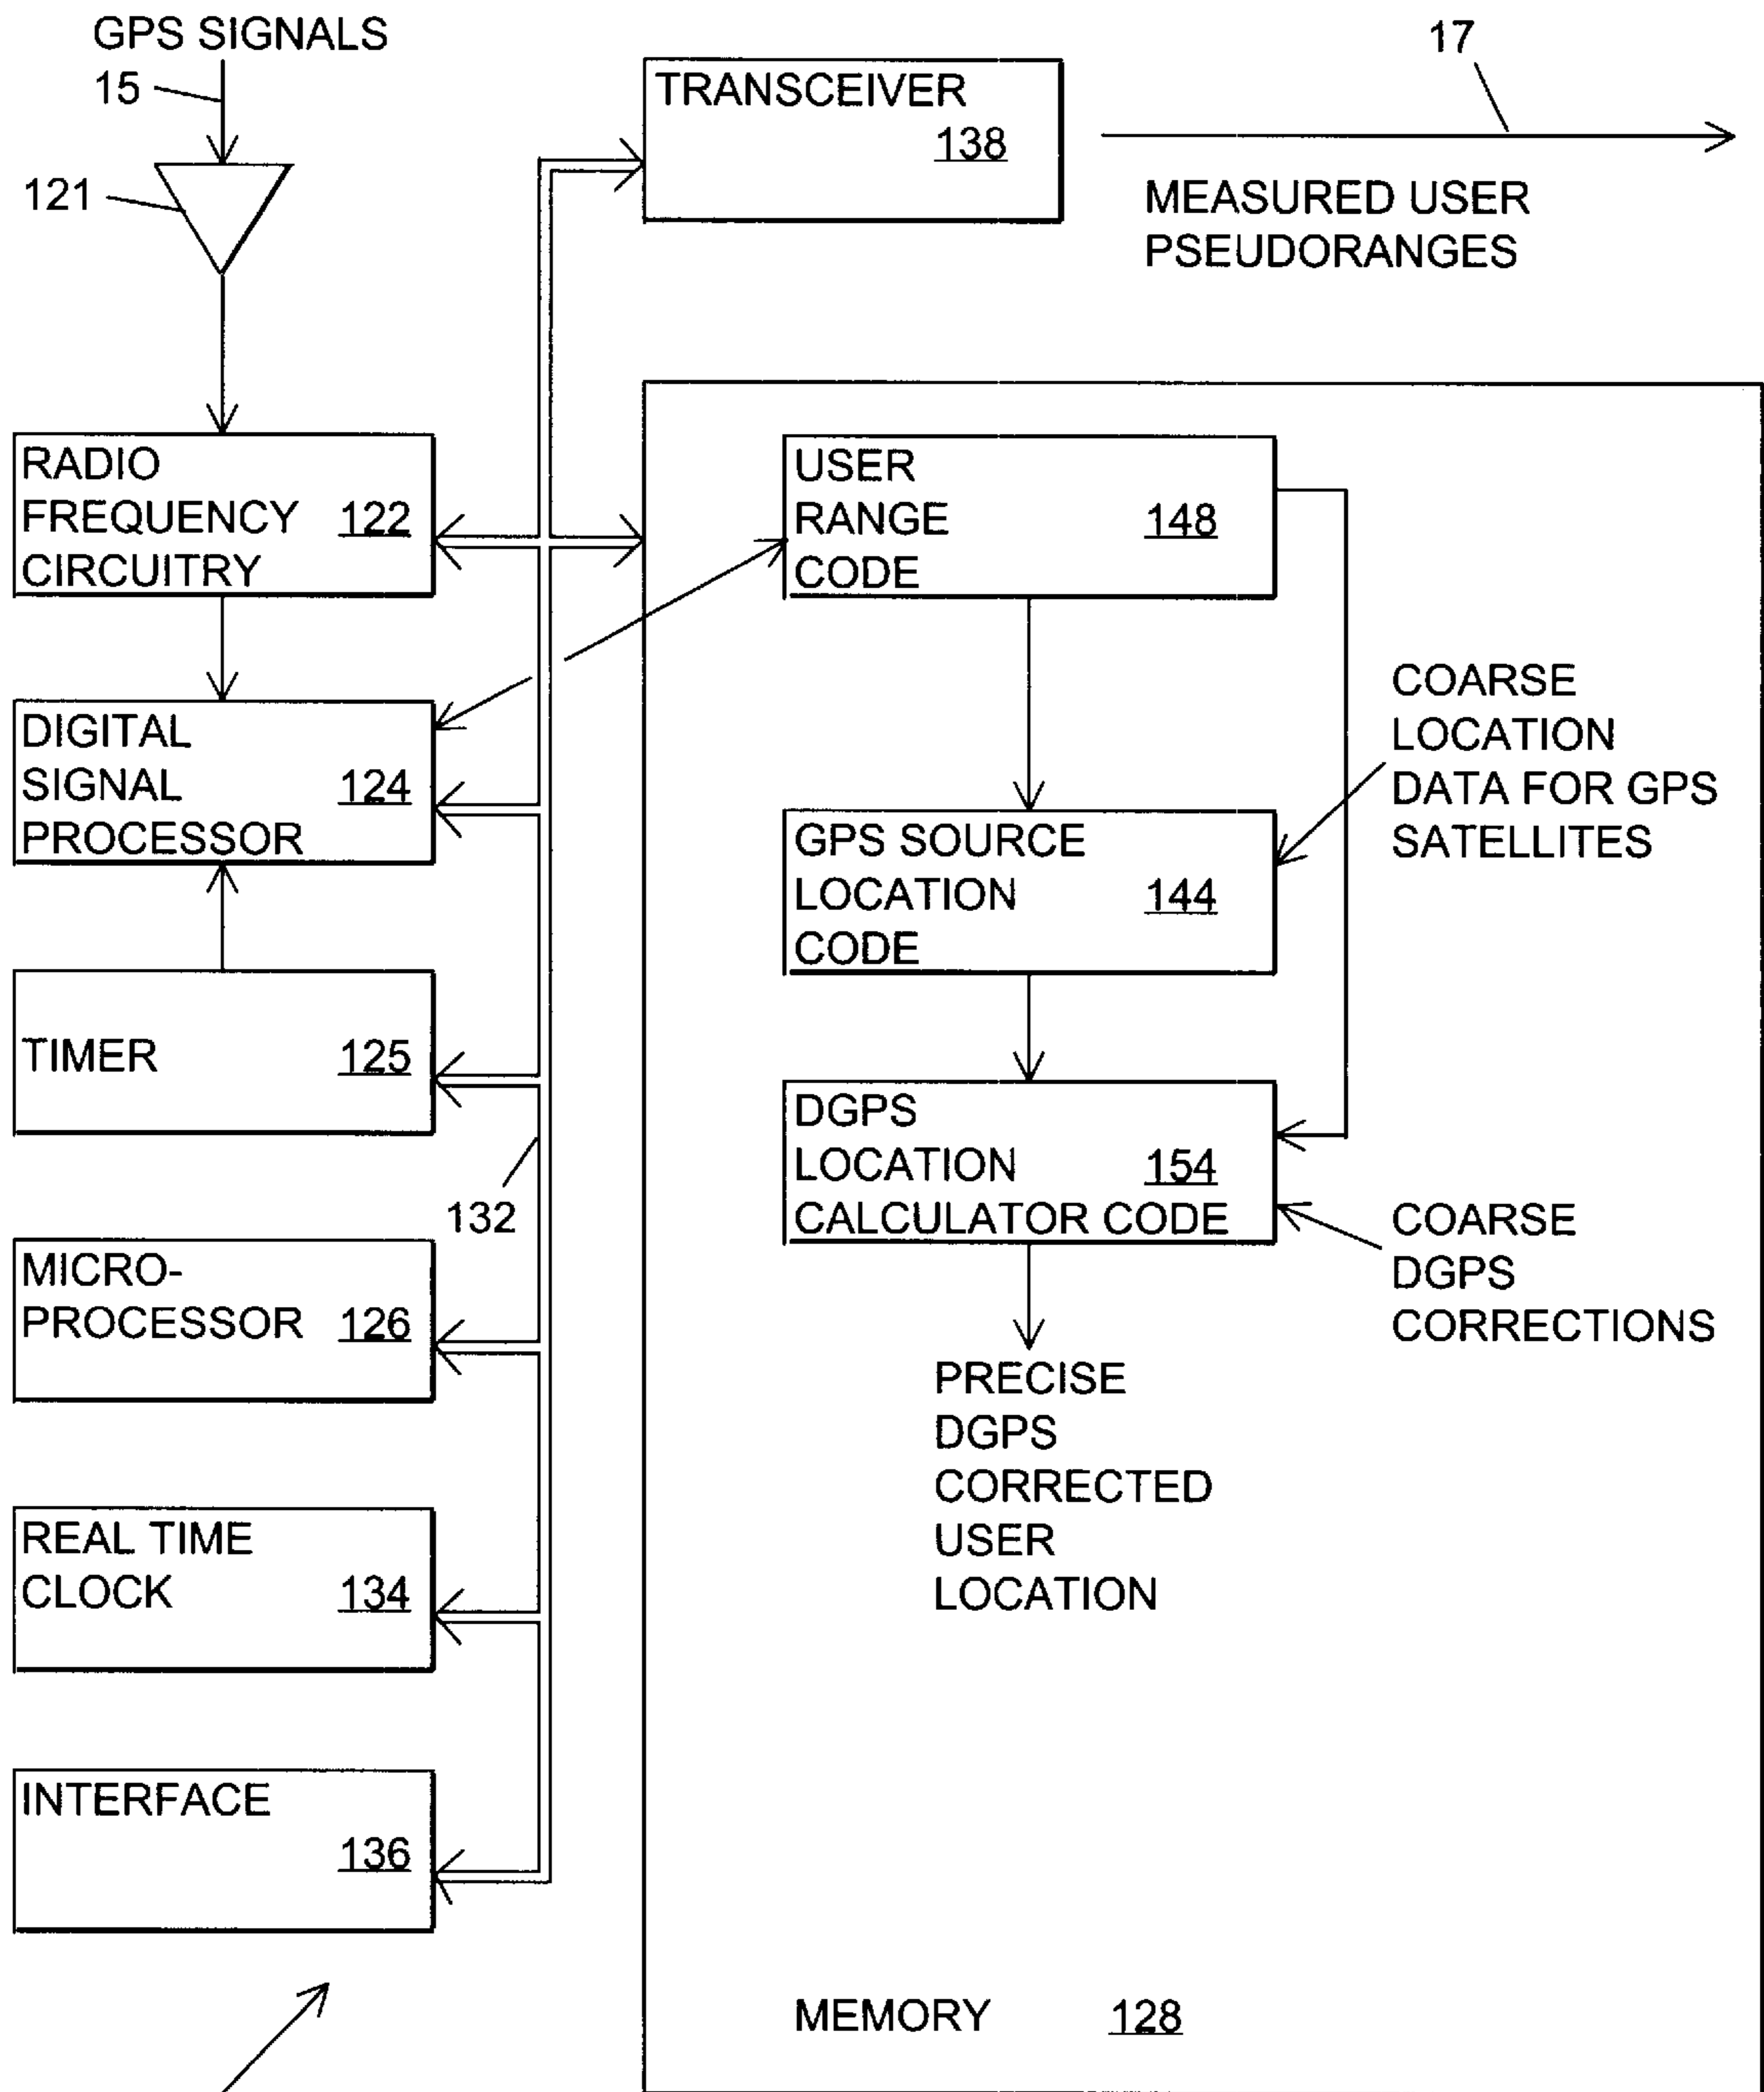 GPS SIGNALS
15
121
TRANSCEIVER
138
17
MEASURED USER
PSEUDORANGES
RADIO
FREQUENCY 122
CIRCUITRY
DIGITAL
SIGNAL 124
PROCESSOR
TIMER 125
132
MICRO-
PROCESSOR 126
REAL TIME
CLOCK 134
INTERFACE
136
USER
RANGE 148
CODE
GPS SOURCE
LOCATION 144
CODE
COARSE
LOCATION
DATA FOR GPS
SATELLITES
DGPS
LOCATION 154
CALCULATOR CODE
COARSE
DGPS
CORRECTIONS
PRECISE
DGPS
CORRECTED
USER
LOCATION
MEMORY 128